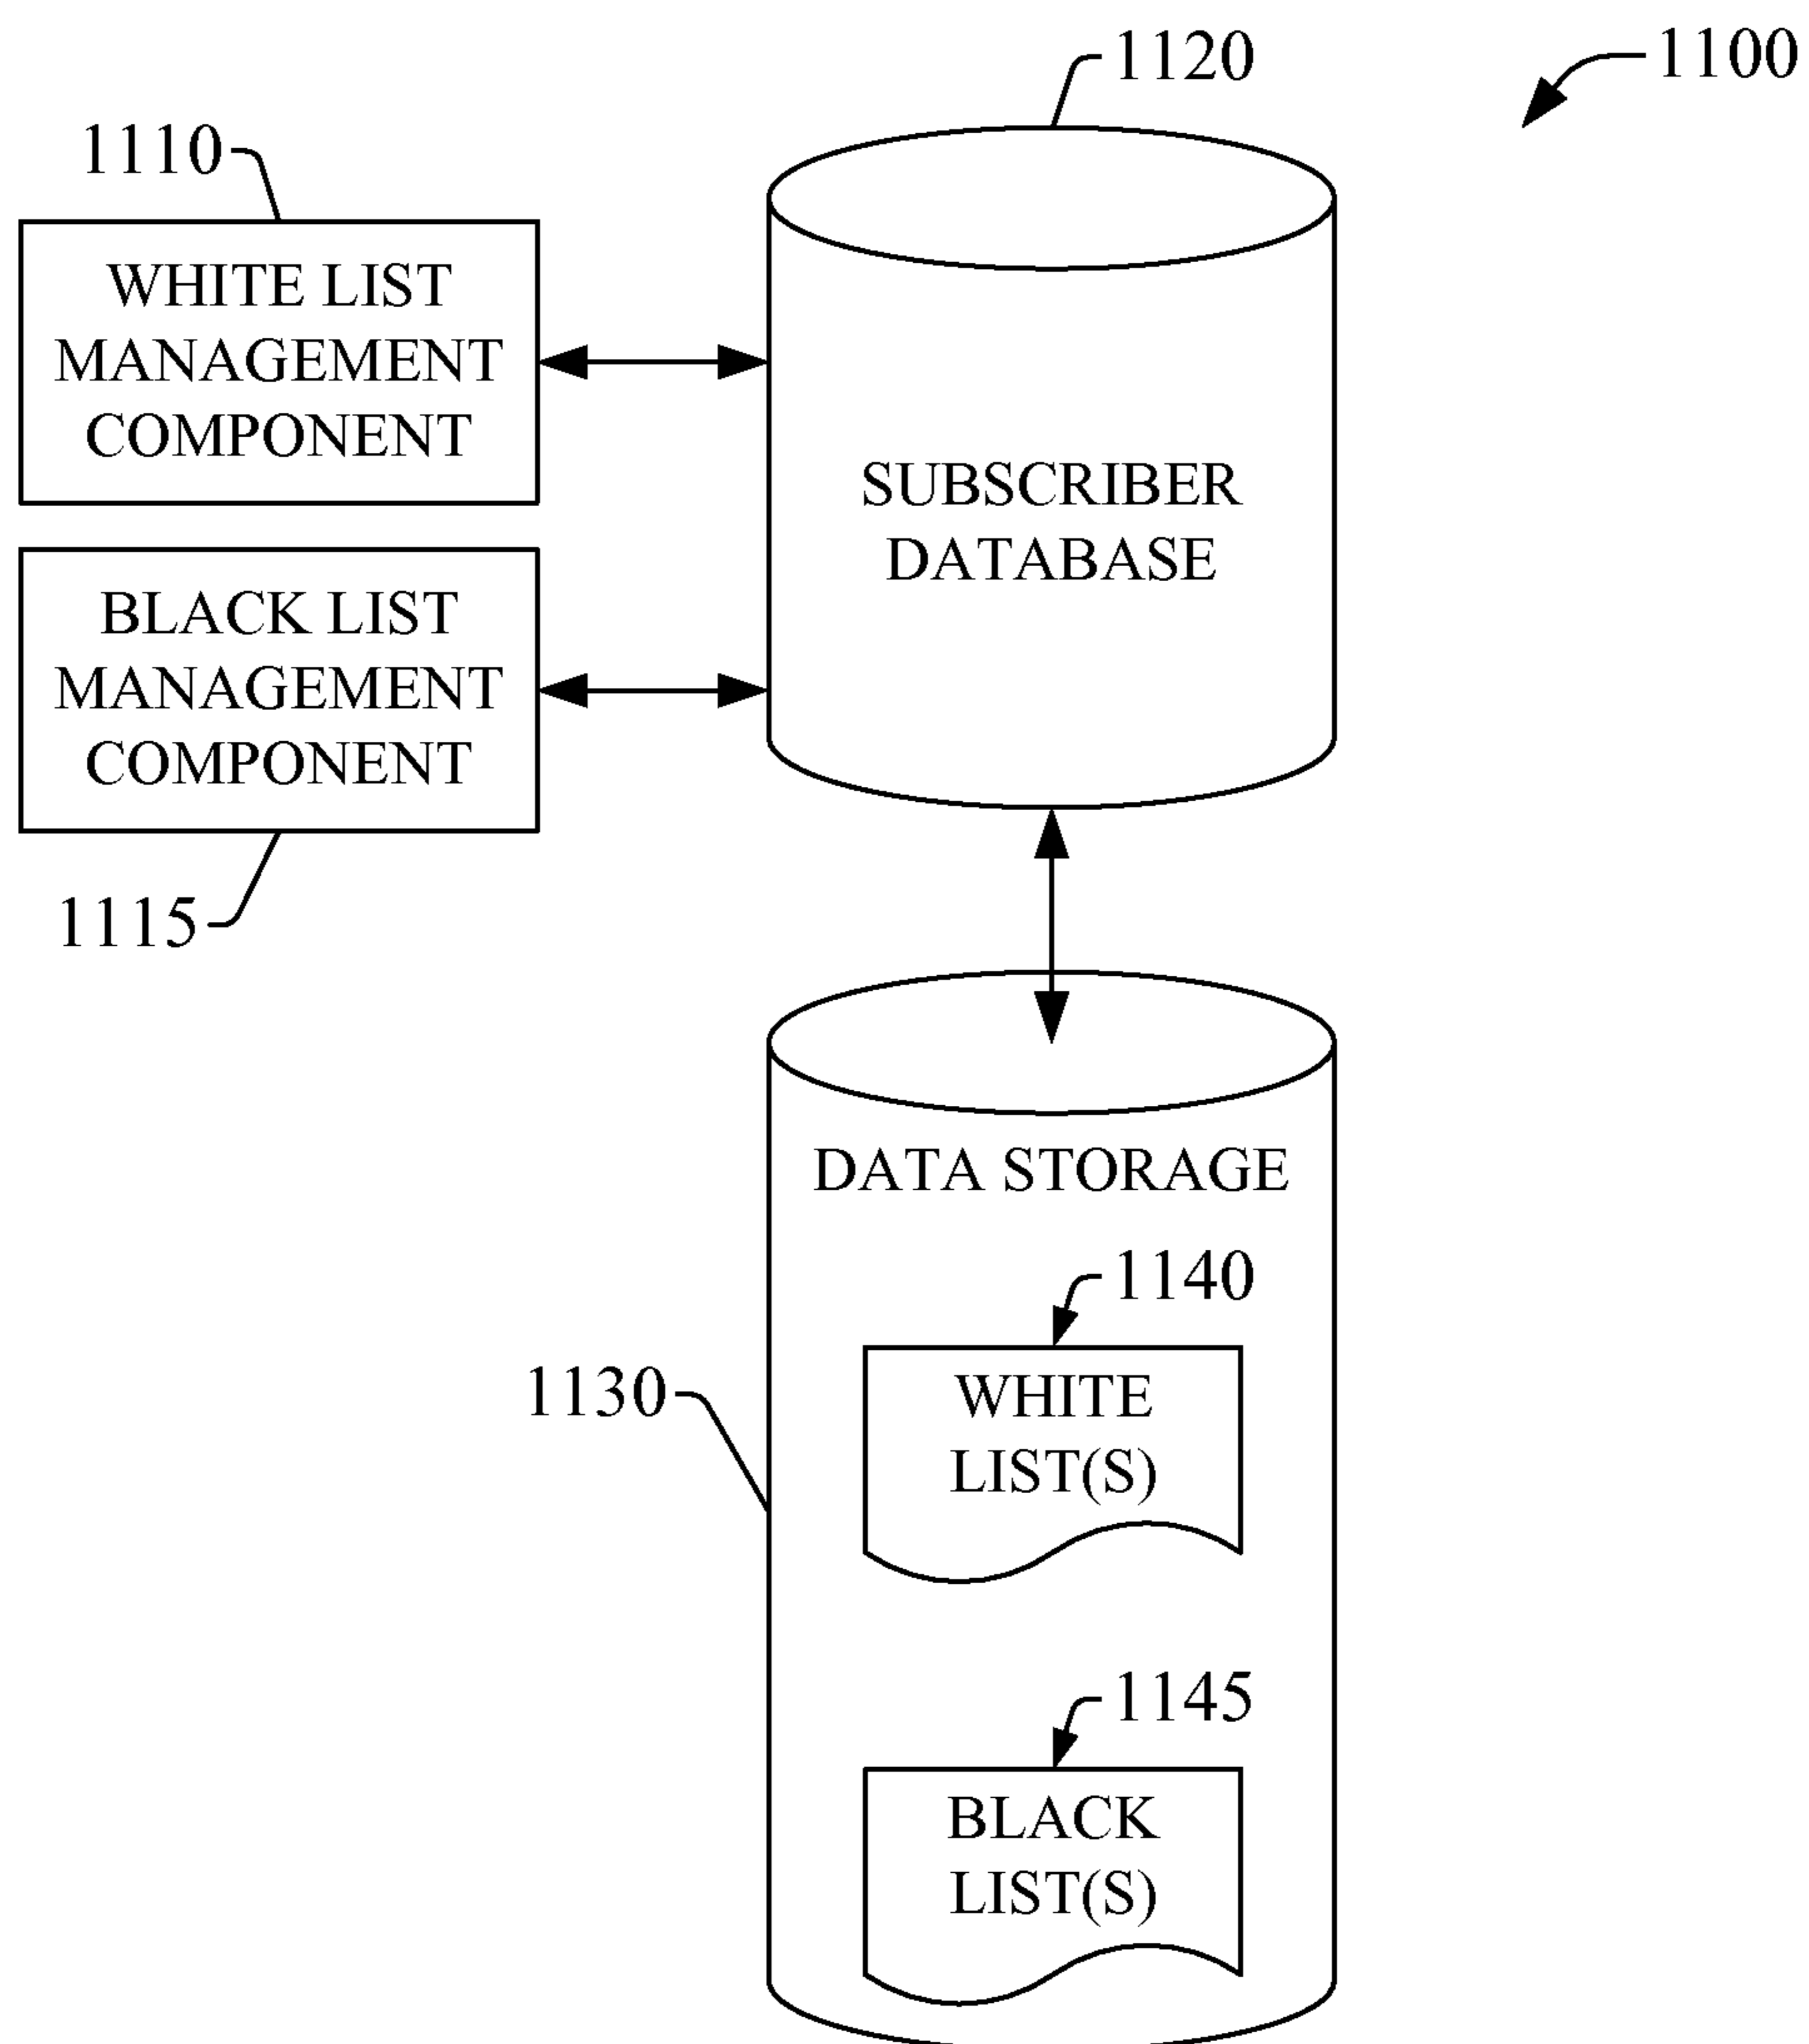 1120
1100
1110
WHITE LIST
MANAGEMENT
COMPONENT
SUBSCRIBER
DATABASE
BLACK LIST
MANAGEMENT
COMPONENT
1115
DATA STORAGE
1140
1130
WHITE
LIST(S)
1145
BLACK
LIST(S)